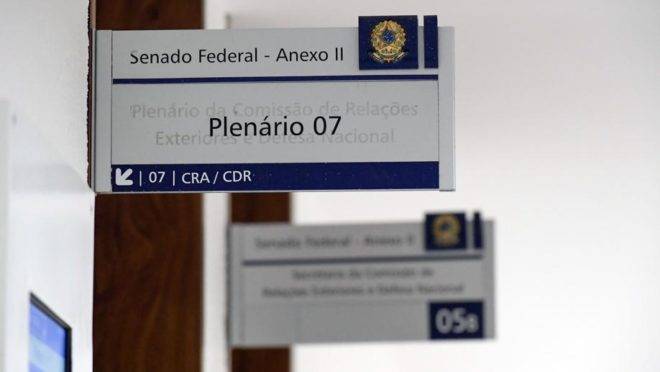 Senado Federal - Anexo II
Plenário da Comissão de Relações
Exteriores e Defesa Nacional
Plenário 07
| 07 | CRA / CDR
Senado Federal - Anexo II
Secretaria da Comissão de
Relações Exteriores e Defesa Nacional
05B